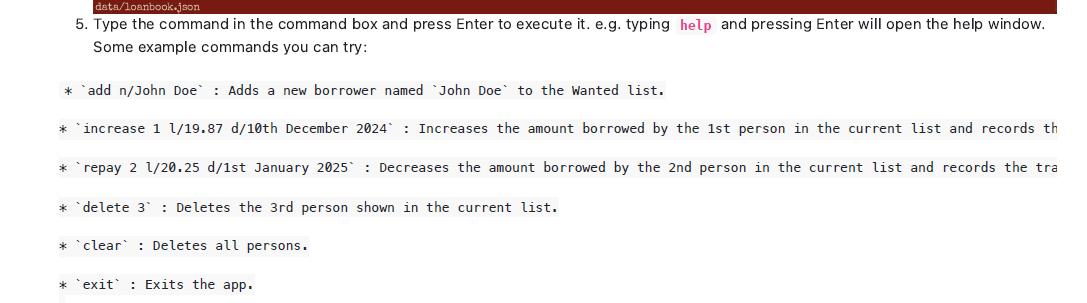 data/loanbook.json
5. Type the command in the command box and press Enter to execute it. e.g. typing help and pressing Enter will open the help window.
Some example commands you can try:
* `add n/John Doe` : Adds a new borrower named `John Doe` to the Wanted list.
* `increase 1 l/19.87 d/10th December 2024` : Increases the amount borrowed by the 1st person in the current list and records th
* `repay 2 l/20.25 d/1st January 2025` : Decreases the amount borrowed by the 2nd person in the current list and records the tra
* `delete 3` : Deletes the 3rd person shown in the current list.
* `clear` : Deletes all persons.
* `exit` : Exits the app.